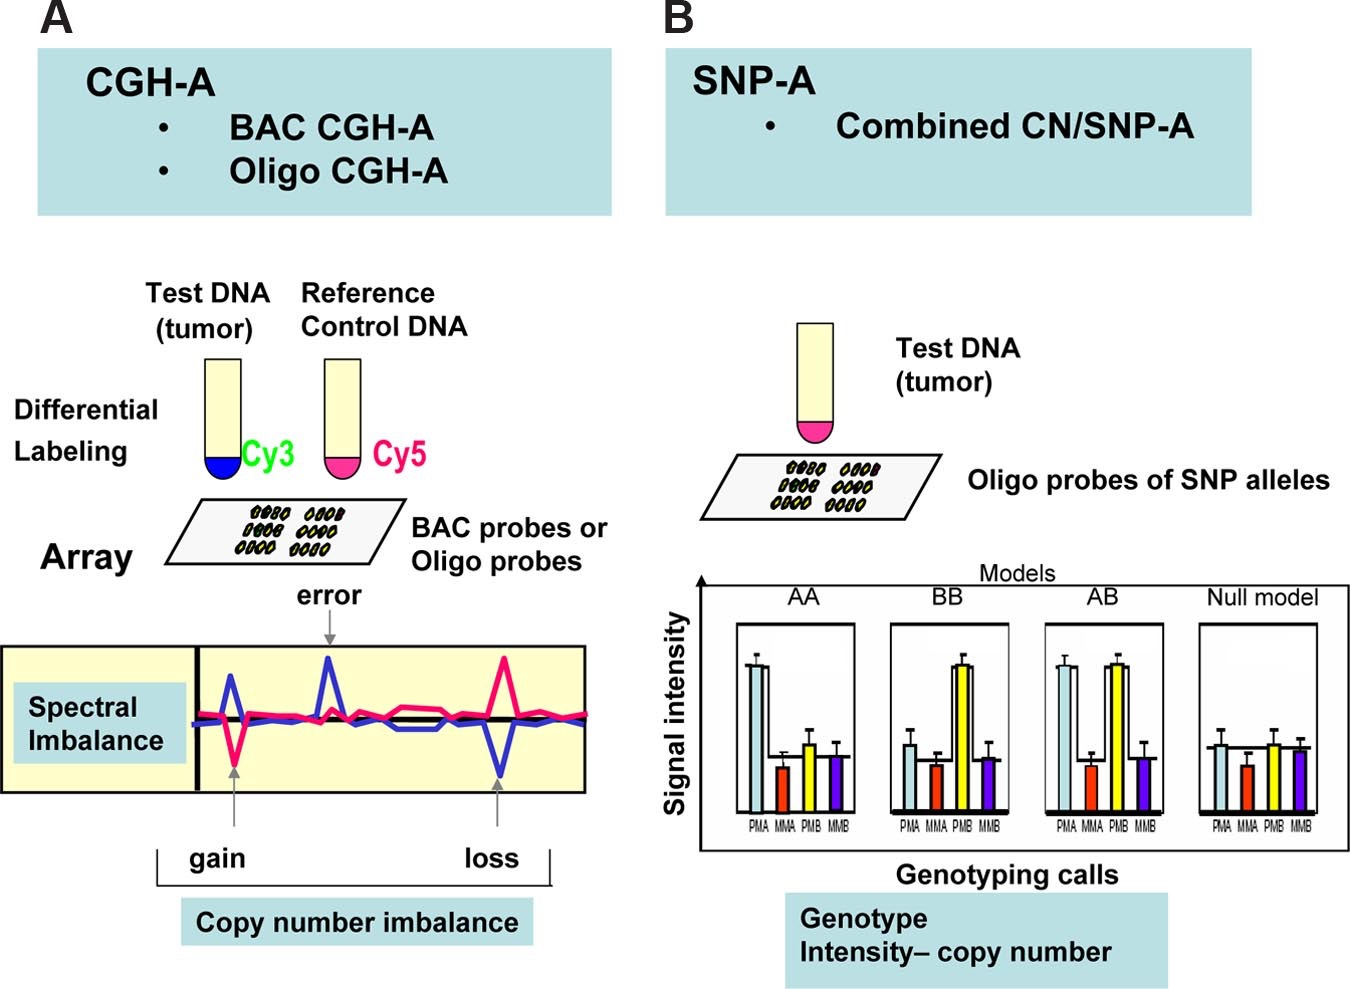 A
CGH-A
• BAC CGH-A
• Oligo CGH-A
Test DNA
(tumor)
Reference
Control DNA
Differential
Labeling
Cy3
Cy5
Array
BAC probes or
Oligo probes
error
Spectral
Imbalance
gain
loss
Copy number imbalance
B
SNP-A
• Combined CN/SNP-A
Test DNA
(tumor)
Oligo probes of SNP alleles
Models
AA
BB
AB
Null model
Signal intensity
PMA MMA PMB MMB
PMA MMA PMB MMB
PMA MMA PMB MMB
PMA MMA PMB MMB
Genotyping calls
Genotype
Intensity– copy number